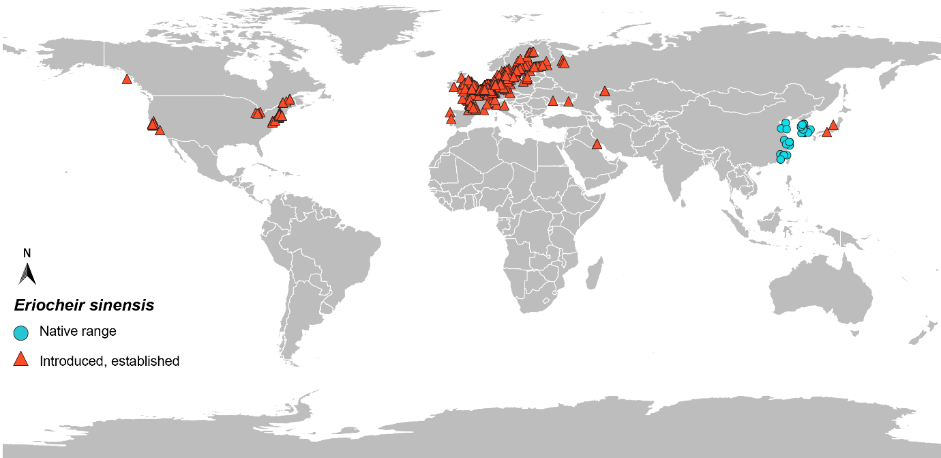 N
Eriocheir sinensis
Native range
Introduced, established